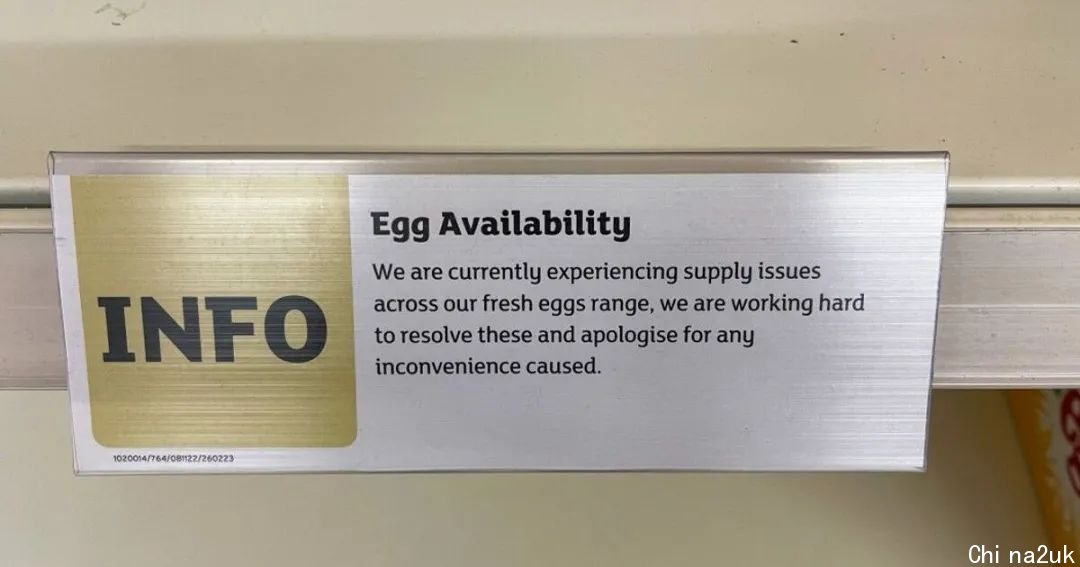 INFO
Egg Availability
We are currently experiencing supply issues
across our fresh eggs range, we are working hard
to resolve these and apologise for any
inconvenience caused.
1020014/764/081122/260223
Chi na2uk